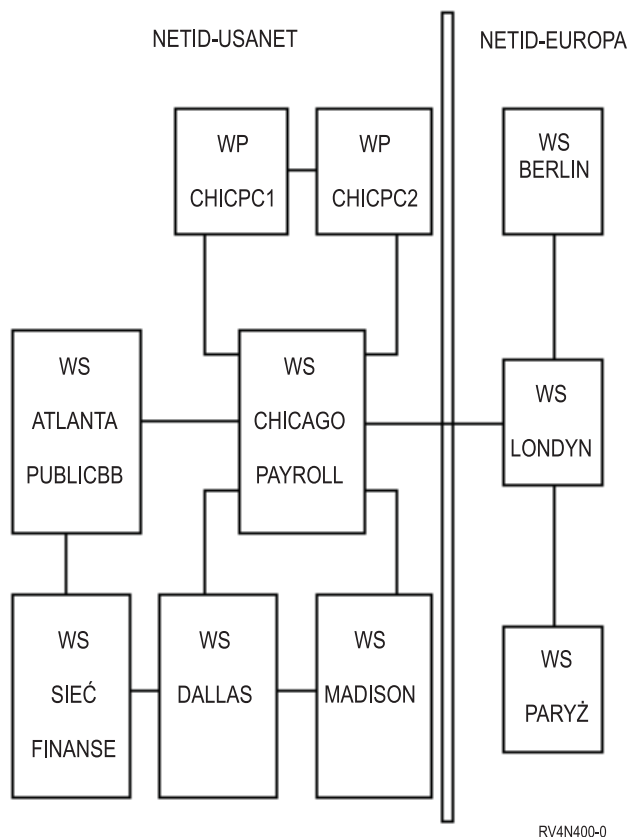 NETID-USANET
NETID-EUROPA
WP
CHICPC1
WP
CHICPC2
WS
BERLIN
WS
ATLANTA
PUBLICBB
WS
CHICAGO
PAYROLL
WS
LONDYN
WS
SIEĆ
FINANSE
WS
DALLAS
WS
MADISON
WS
PARYŻ
RV4N400-0